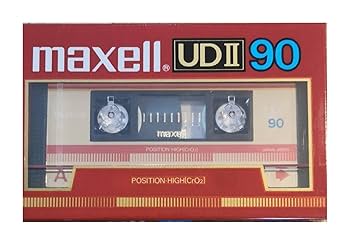 maxell® UDII 90
maxell
90
POSITION·HIGH(CrO₂)
A
POSITION·HIGH[CrO₂]